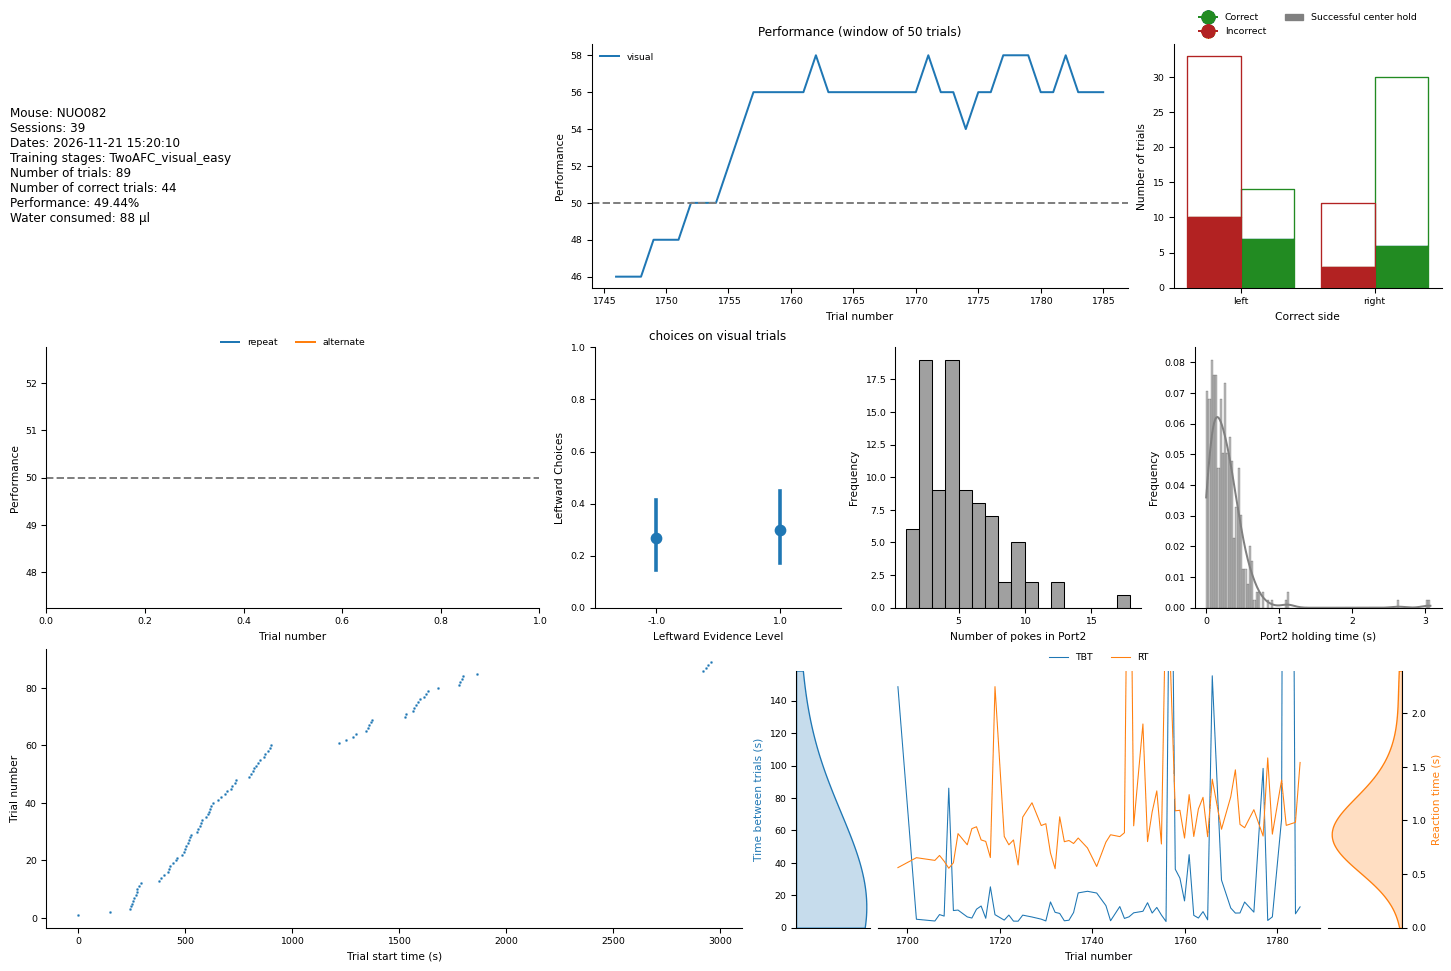 Mouse: NUO082
Sessions: 39
Dates: 2026-11-21 15:20:10
Training stages: TwoAFC_visual_easy
Number of trials: 89
Number of correct trials: 44
Performance: 49.44%
Water consumed: 88 µl
Performance (window of 50 trials)
visual
58
56
54
52
50
48
46
Performance
1745 1750 1755 1760 1765 1770 1775 1780 1785
Trial number
Correct
Incorrect
Successful center hold
30
25
20
15
10
5
0
Number of trials
left right
Correct side
repeat alternate
52
51
50
49
48
Performance
0.0 0.2 0.4 0.6 0.8 1.0
Trial number
choices on visual trials
1.0
0.8
0.6
0.4
0.2
0.0
Leftward Choices
-1.0 1.0
Leftward Evidence Level
17.5
15.0
12.5
10.0
7.5
5.0
2.5
0.0
Frequency
5 10 15
Number of pokes in Port2
0.08
0.07
0.06
0.05
0.04
0.03
0.02
0.01
0.00
Frequency
0 1 2 3
Port2 holding time (s)
80
60
40
20
0
Trial number
0 500 1000 1500 2000 2500 3000
Trial start time (s)
TBT RT
140
120
100
80
60
40
20
0
Time between trials (s)
1700 1720 1740 1760 1780
Trial number
2.0
1.5
1.0
0.5
0.0
Reaction time (s)